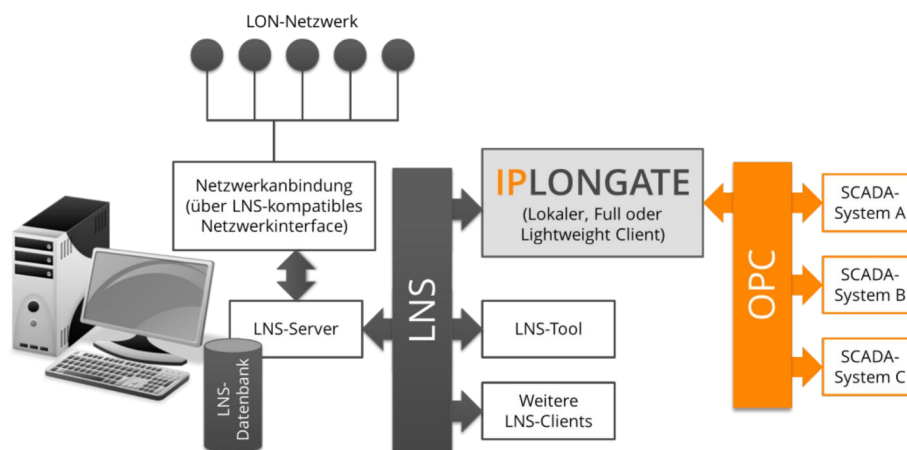 LON-Netzwerk
Netzwerkanbindung
(über LNS-kompatibles
Netzwerkinterface)
LNS-Server
LNS-
Datenbank
LNS
IPLONGATE
(Lokaler, Full oder
Lightweight Client)
LNS-Tool
Weitere
LNS-Clients
OPC
SCADA-
System A
SCADA-
System B
SCADA-
System C